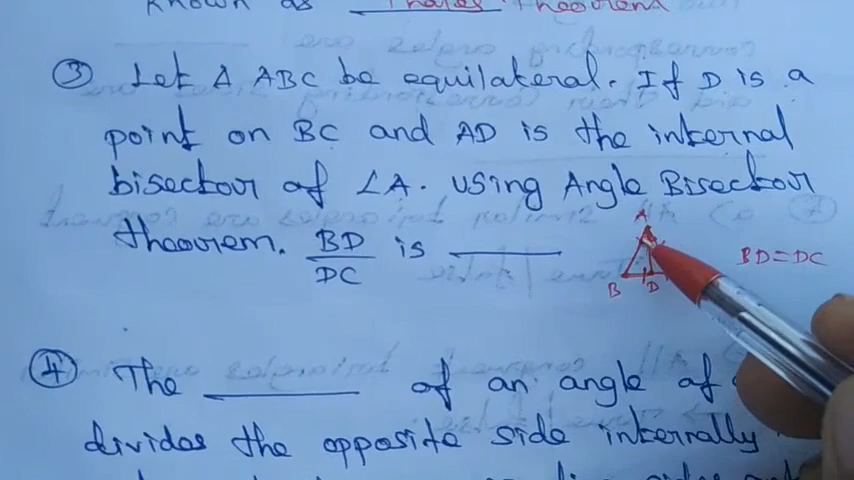 known as Thales Theorem
③ Let Δ ABC be equilateral. If D is a
point on BC and AD is the internal
bisector of ∠A. using Angle Bisector
theorem. BD/DC is ______
A
B D
BD=DC
④ The ______ of an angle of
divides the opposite side internally